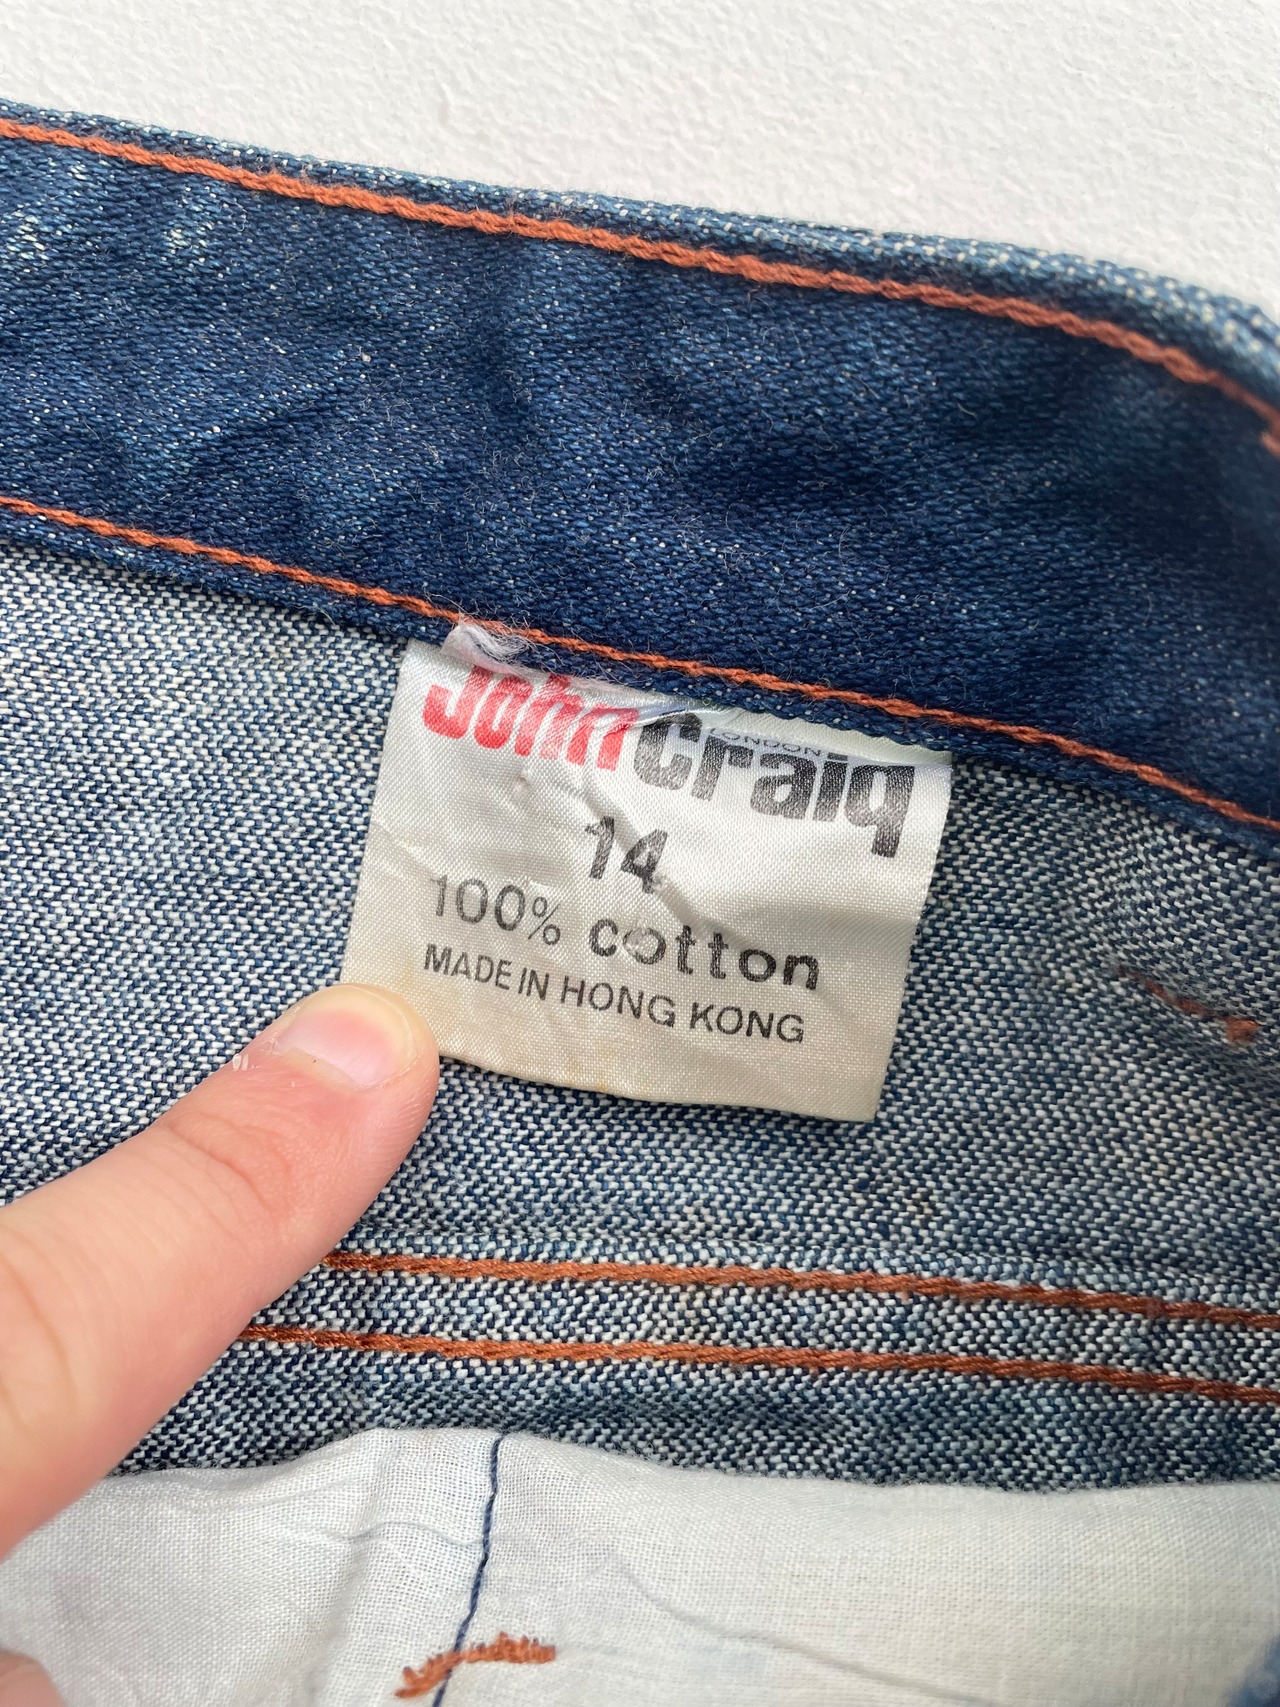 John Craig
LONDON
14
100% cotton
MADE IN HONG KONG